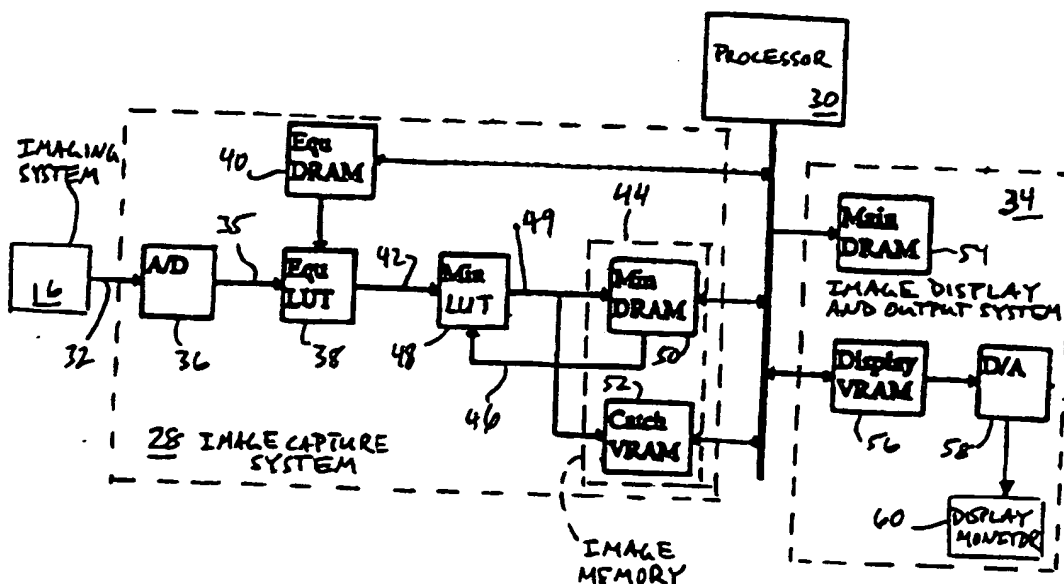 PROCESSOR
30
IMAGING
SYSTEM
16
32
A/D
36
35
40
Equ
DRAM
Equ
LUT
38
42
Min
LUT
48
49
46
44
Min
DRAM
50
52
Catch
VRAM
28 IMAGE CAPTURE
SYSTEM
IMAGE
MEMORY
34
Main
DRAM
54
IMAGE DISPLAY
AND OUTPUT SYSTEM
Display
VRAM
56
D/A
58
60
DISPLAY
MONITOR